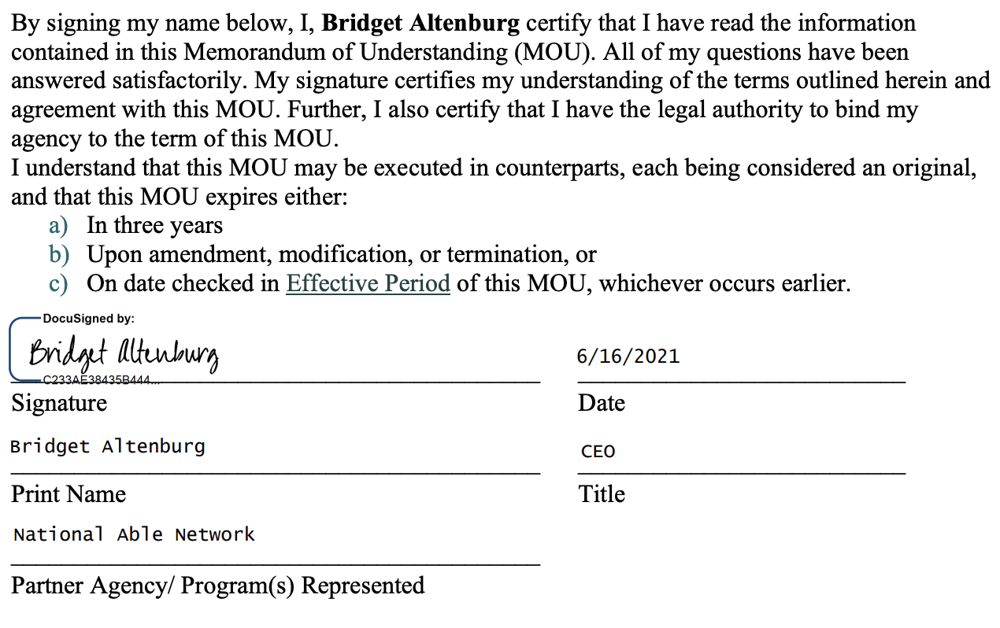 By signing my name below, I, Bridget Altenburg certify that I have read the information
contained in this Memorandum of Understanding (MOU). All of my questions have been
answered satisfactorily. My signature certifies my understanding of the terms outlined herein and
agreement with this MOU. Further, I also certify that I have the legal authority to bind my
agency to the term of this MOU.
I understand that this MOU may be executed in counterparts, each being considered an original,
and that this MOU expires either:
a) In three years
b) Upon amendment, modification, or termination, or
c) On date checked in Effective Period of this MOU, whichever occurs earlier.
DocuSigned by:
Bridget Altenburg
6/16/2021
C233AE38435B444...
Signature
Date
Bridget Altenburg
CEO
Print Name
Title
National Able Network
Partner Agency/ Program(s) Represented